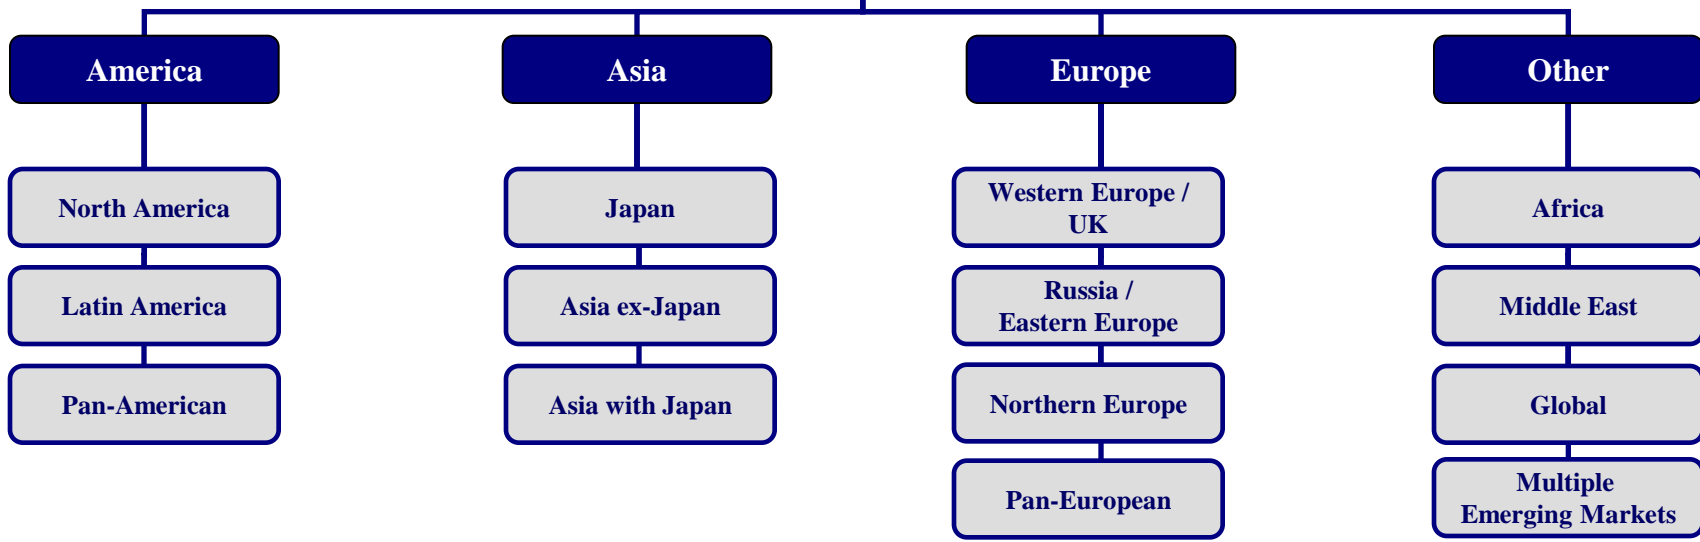 America
Asia
Europe
Other
North America
Japan
Western Europe /
UK
Africa
Latin America
Asia ex-Japan
Russia /
Eastern Europe
Middle East
Pan-American
Asia with Japan
Northern Europe
Global
Pan-European
Multiple
Emerging Markets